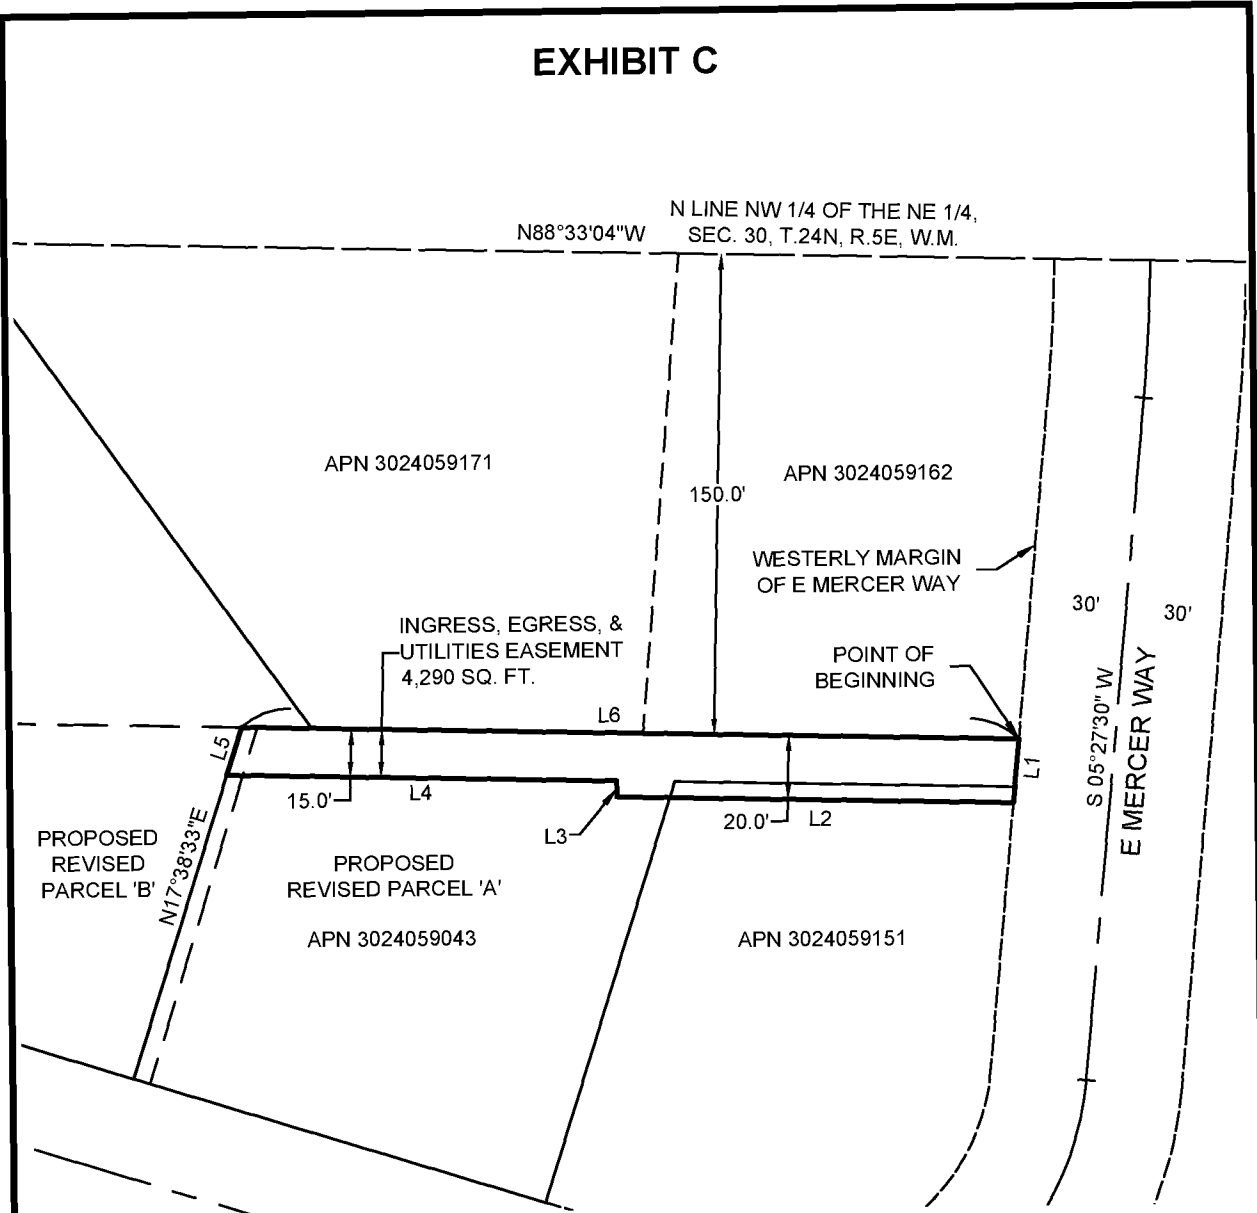 EXHIBIT C
N LINE NW 1/4 OF THE NE 1/4,
N88°33'04"W
SEC. 30, T.24N, R.5E, W.M.
APN 3024059171
APN 3024059162
150.0'
WESTERLY MARGIN
OF E MERCER WAY
30'
30'
INGRESS, EGRESS, &
UTILITIES EASEMENT
4,290 SQ. FT.
POINT OF
BEGINNING
S 05°27'30" W
E MERCER WAY
L6
L5
L1
15.0'
L4
20.0'
L2
L3
PROPOSED
REVISED
PARCEL 'B'
N17°38'33"E
PROPOSED
REVISED PARCEL 'A'
APN 3024059043
APN 3024059151